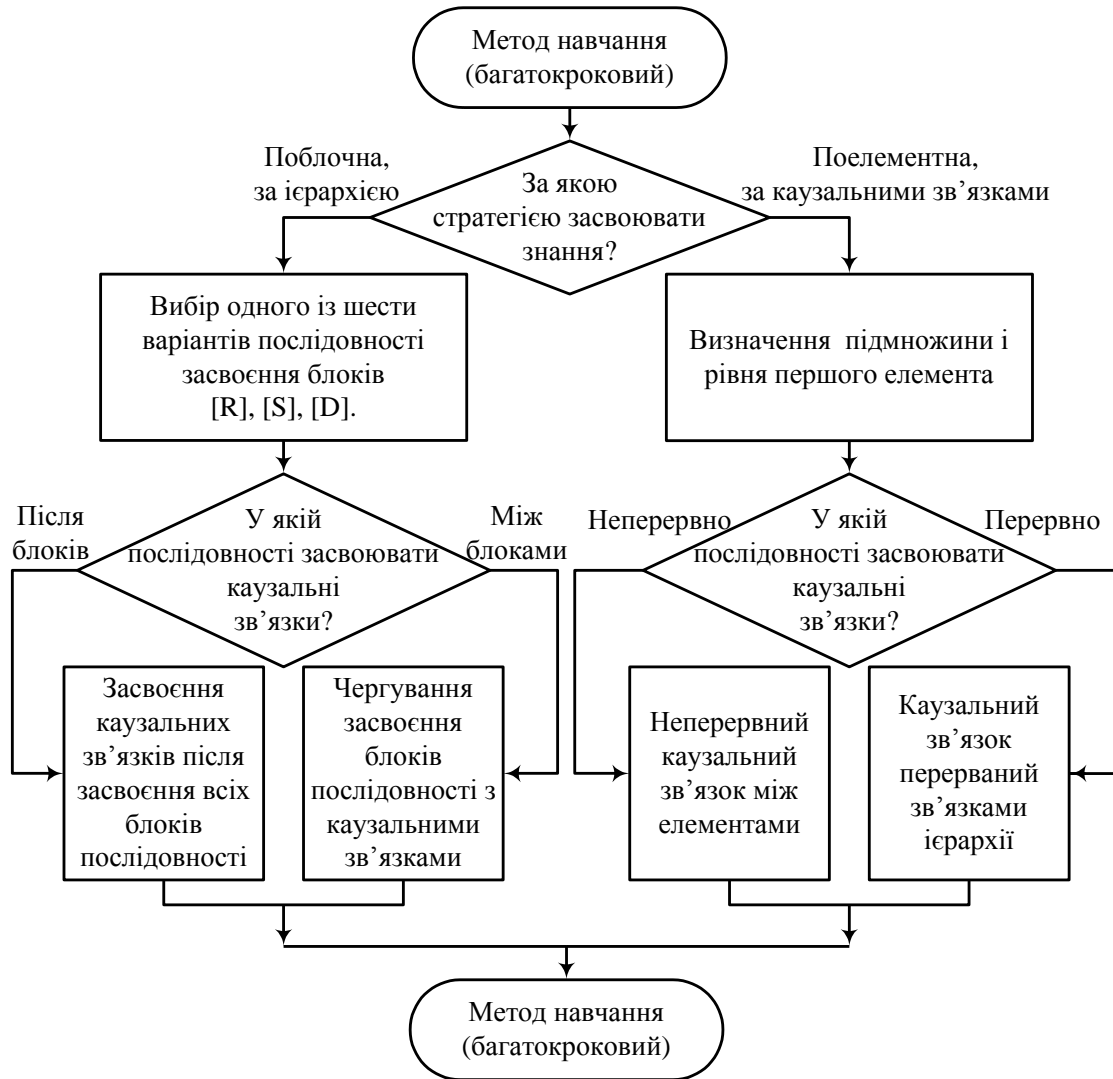 Метод навчання
(багатокроковий)
Поблочна,
за ієрархією
За якою
стратегією засвоювати
знання?
Поелементна,
за каузальними зв’язками
Вибір одного із шести
варіантів послідовності
засвоєння блоків
[R], [S], [D].
Визначення підмножини і
рівня першого елемента
Після
блоків
У якій
послідовності засвоювати
каузальні
зв’язки?
Між
блоками
Неперервно
У якій
послідовності засвоювати
каузальні
зв’язки?
Перервно
Засвоєння
каузальних
зв’язків після
засвоєння всіх
блоків
послідовності
Чергування
засвоєння
блоків
послідовності з
каузальними
зв’язками
Неперервний
каузальний
зв’язок між
елементами
Каузальний
зв’язок
перерваний
зв’язками
ієрархії
Метод навчання
(багатокроковий)